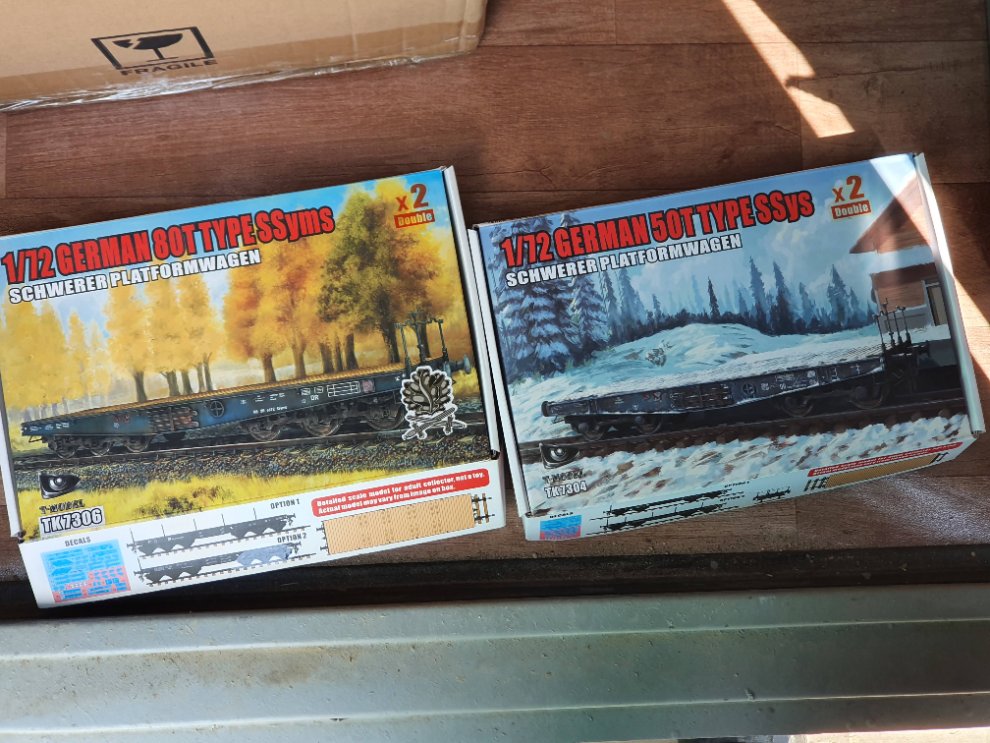 FRAGILE
x2
Double
1/72 GERMAN 80T TYPE SSyms
SCHWERER PLATFORMWAGEN
T-MODEL
TK7306
DECALS
OPTION 1
OPTION 2
Detailed scale model for adult collector, not a toy.
Actual model may vary from image on box.
x2
Double
1/72 GERMAN 50T TYPE SSys
SCHWERER PLATFORMWAGEN
TK7304
DECALS